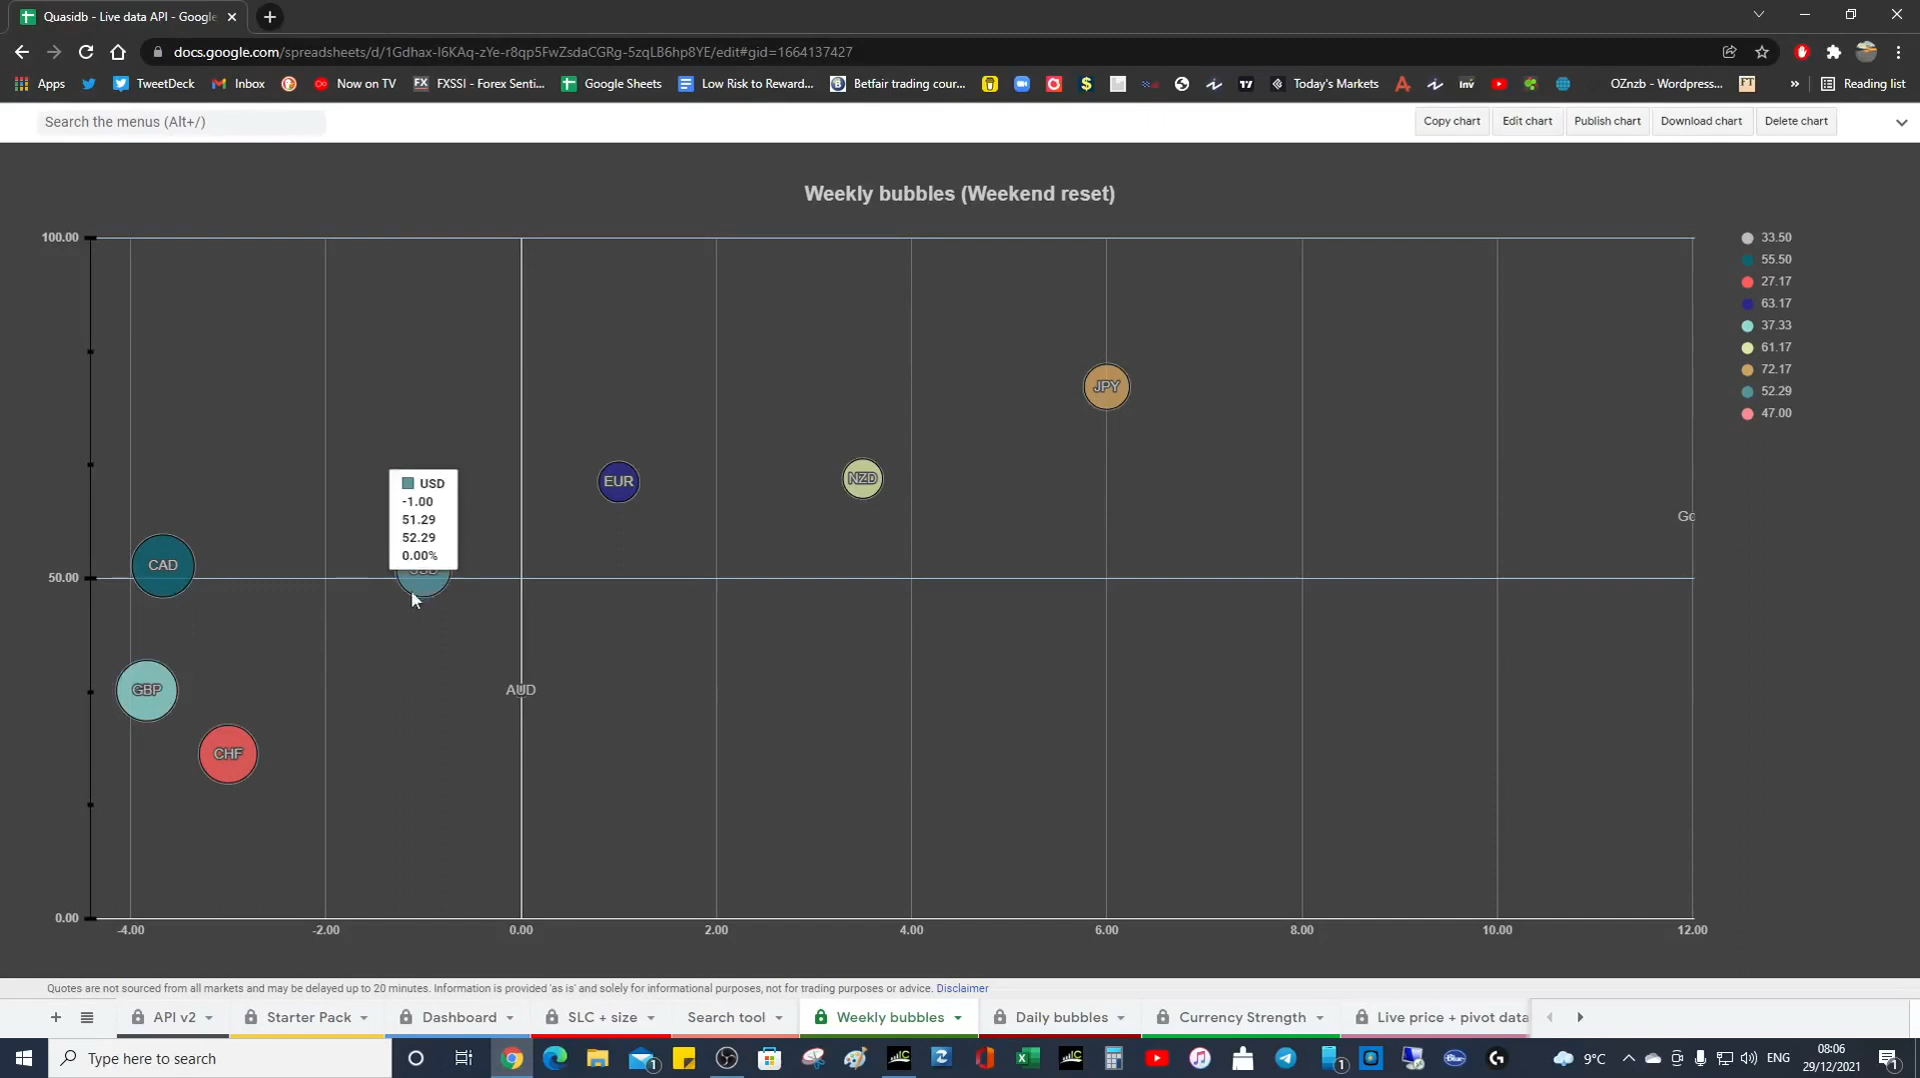 Quasidb - Live data API - Google
docs.google.com/spreadsheets/d/1Gdhax-l6KAq-zYe-r8qp5FwZsdaCGRg-5zqLB6hp8YE/edit#gid=1664137427
Apps TweetDeck Inbox Now on TV FXSSI - Forex Senti... Google Sheets Low Risk to Reward... Betfair trading cour... Today's Markets Inv OZnzb - Wordpress... FT » Reading list
Search the menus (Alt+/) Copy chart Edit chart Publish chart Download chart Delete chart
Weekly bubbles (Weekend reset)
100.00
50.00
0.00
33.50
55.50
27.17
63.17
37.33
61.17
72.17
52.29
47.00
JPY
NZD
EUR
USD
-1.00
51.29
52.29
0.00%
USD
Go
CAD
GBP
AUD
CHF
-4.00 -2.00 0.00 2.00 4.00 6.00 8.00 10.00 12.00
Quotes are not sourced from all markets and may be delayed up to 20 minutes. Information is provided 'as is' and solely for informational purposes, not for trading purposes or advice. Disclaimer
API v2 Starter Pack Dashboard SLC + size Search tool Weekly bubbles Daily bubbles Currency Strength Live price + pivot data
Type here to search 9°C ENG 08:06
29/12/2021